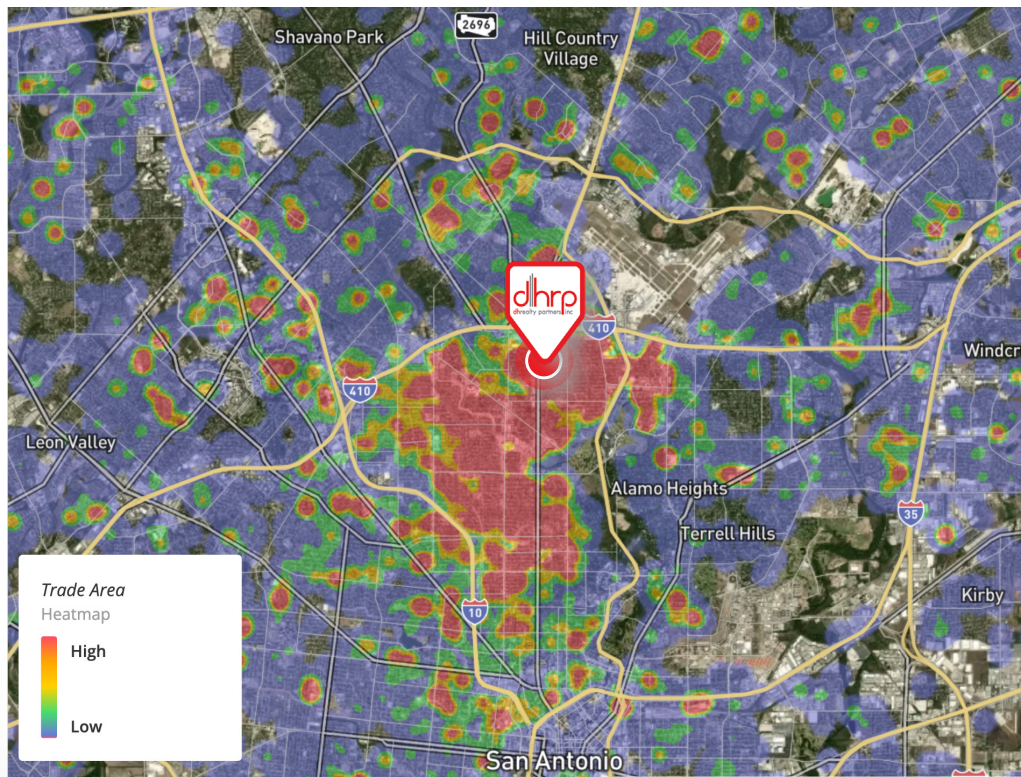 Shavano Park
2696
Hill Country
Village
dhrp
dhrealty partners, inc
410
Windcr
410
Leon Valley
Alamo Heights
35
Terrell Hills
Trade Area
Heatmap
High
Low
10
Kirby
San Antonio